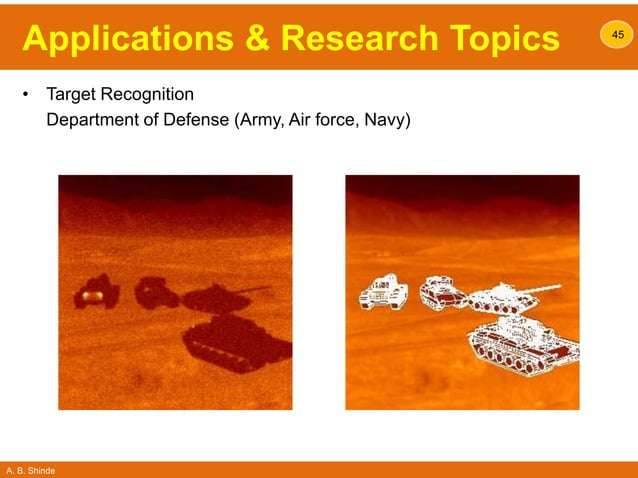 Applications & Research Topics
45
• Target Recognition
Department of Defense (Army, Air force, Navy)
A. B. Shinde